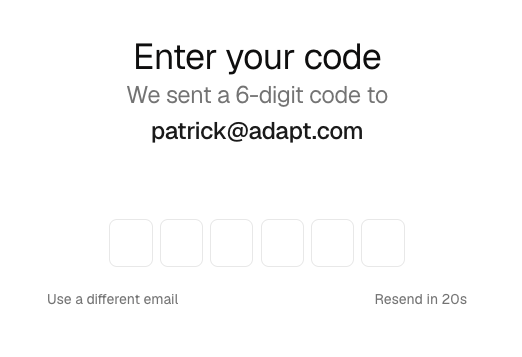 Enter your code
We sent a 6-digit code to
patrick@adapt.com
Use a different email
Resend in 20s